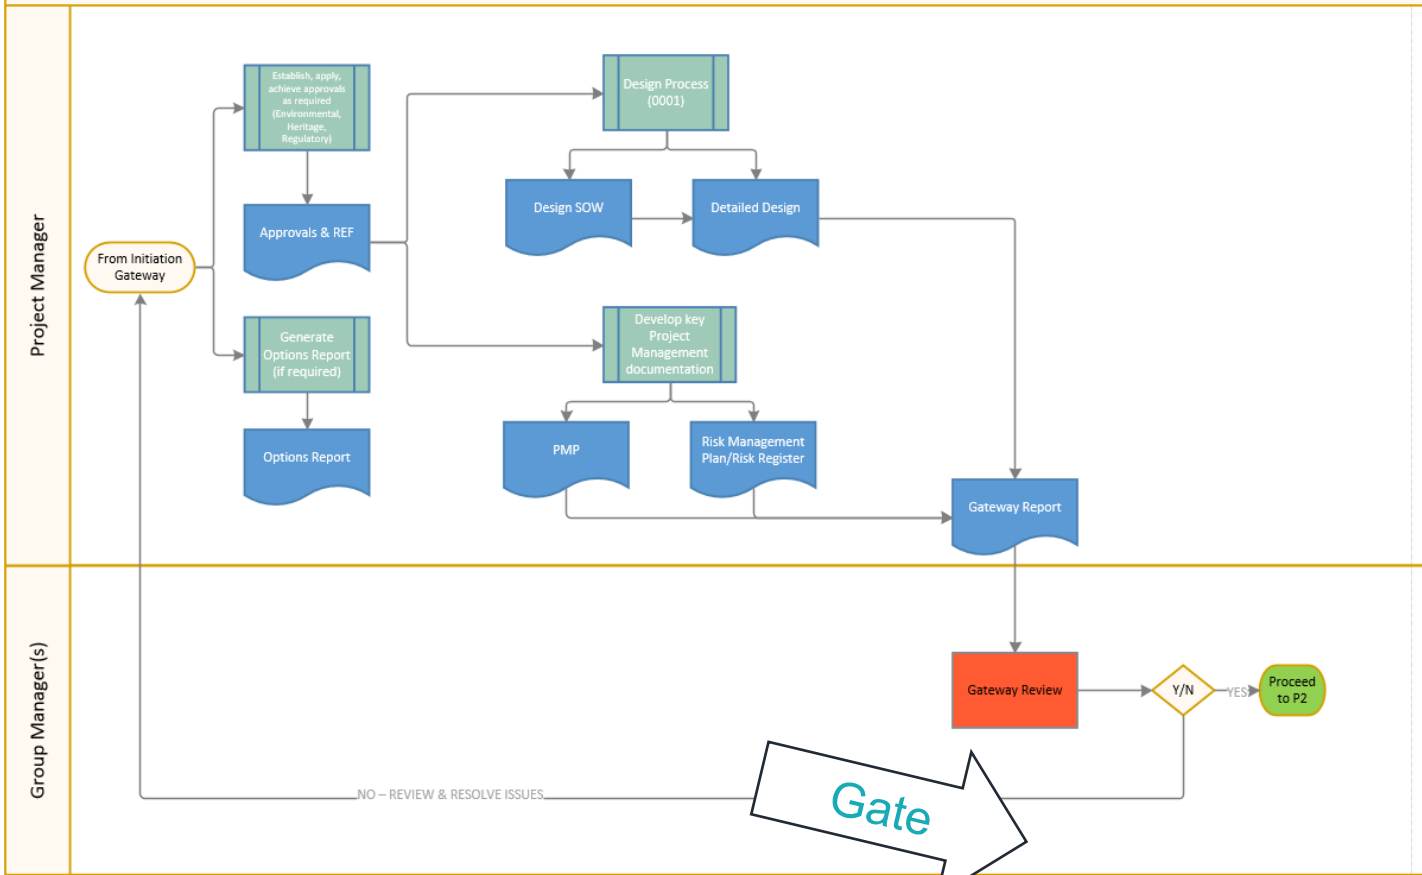 Project Manager
From Initiation
Gateway
Establish, apply,
achieve approvals
as required
(Environmental,
Heritage,
Regulatory)
Approvals & REF
Generate
Options Report
(if required)
Options Report
Design Process
(0001)
Design SOW
Detailed Design
Develop key
Project
Management
documentation
PMP
Risk Management
Plan/Risk Register
Gateway Report
Group Manager(s)
Gateway Review
Y/N
YES
Proceed
to P2
NO – REVIEW & RESOLVE ISSUES
Gate